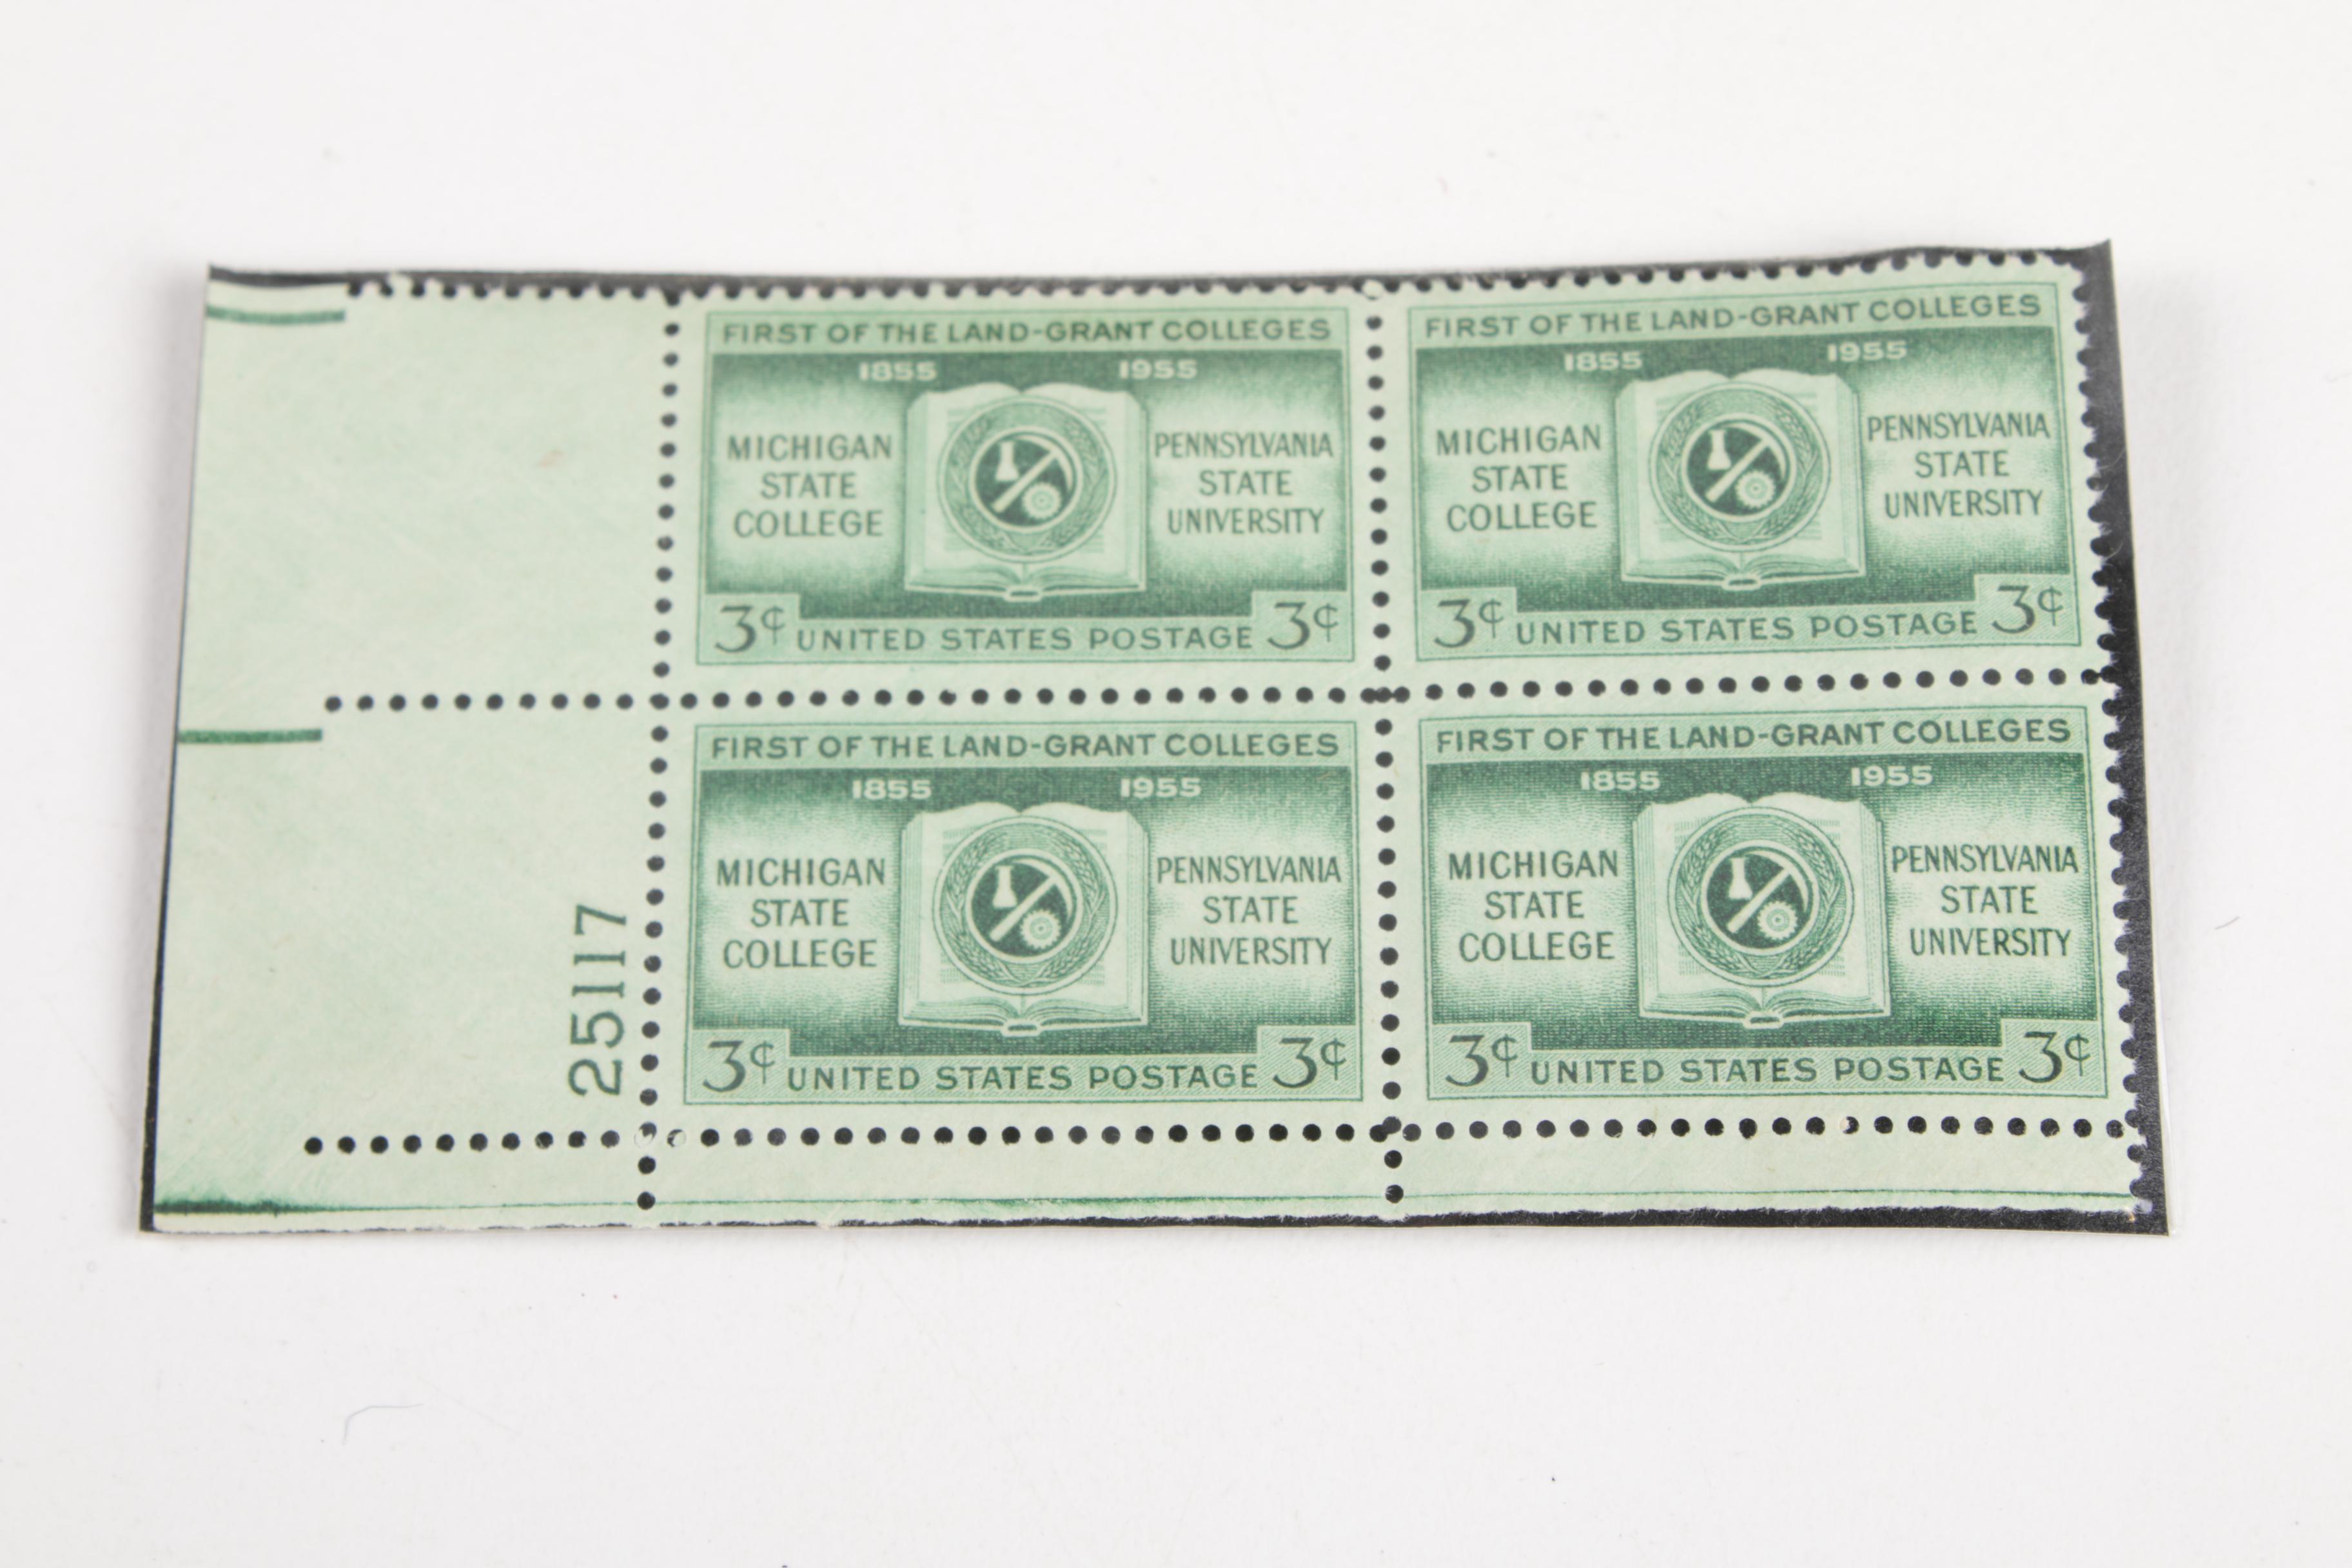 FIRST OF THE LAND-GRANT COLLEGES
1855 1955
MICHIGAN
STATE
COLLEGE
PENNSYLVANIA
STATE
UNIVERSITY
3¢ UNITED STATES POSTAGE 3¢
FIRST OF THE LAND-GRANT COLLEGES
1855 1955
MICHIGAN
STATE
COLLEGE
PENNSYLVANIA
STATE
UNIVERSITY
3¢ UNITED STATES POSTAGE 3¢
25117
FIRST OF THE LAND-GRANT COLLEGES
1855 1955
MICHIGAN
STATE
COLLEGE
PENNSYLVANIA
STATE
UNIVERSITY
3¢ UNITED STATES POSTAGE 3¢
FIRST OF THE LAND-GRANT COLLEGES
1855 1955
MICHIGAN
STATE
COLLEGE
PENNSYLVANIA
STATE
UNIVERSITY
3¢ UNITED STATES POSTAGE 3¢